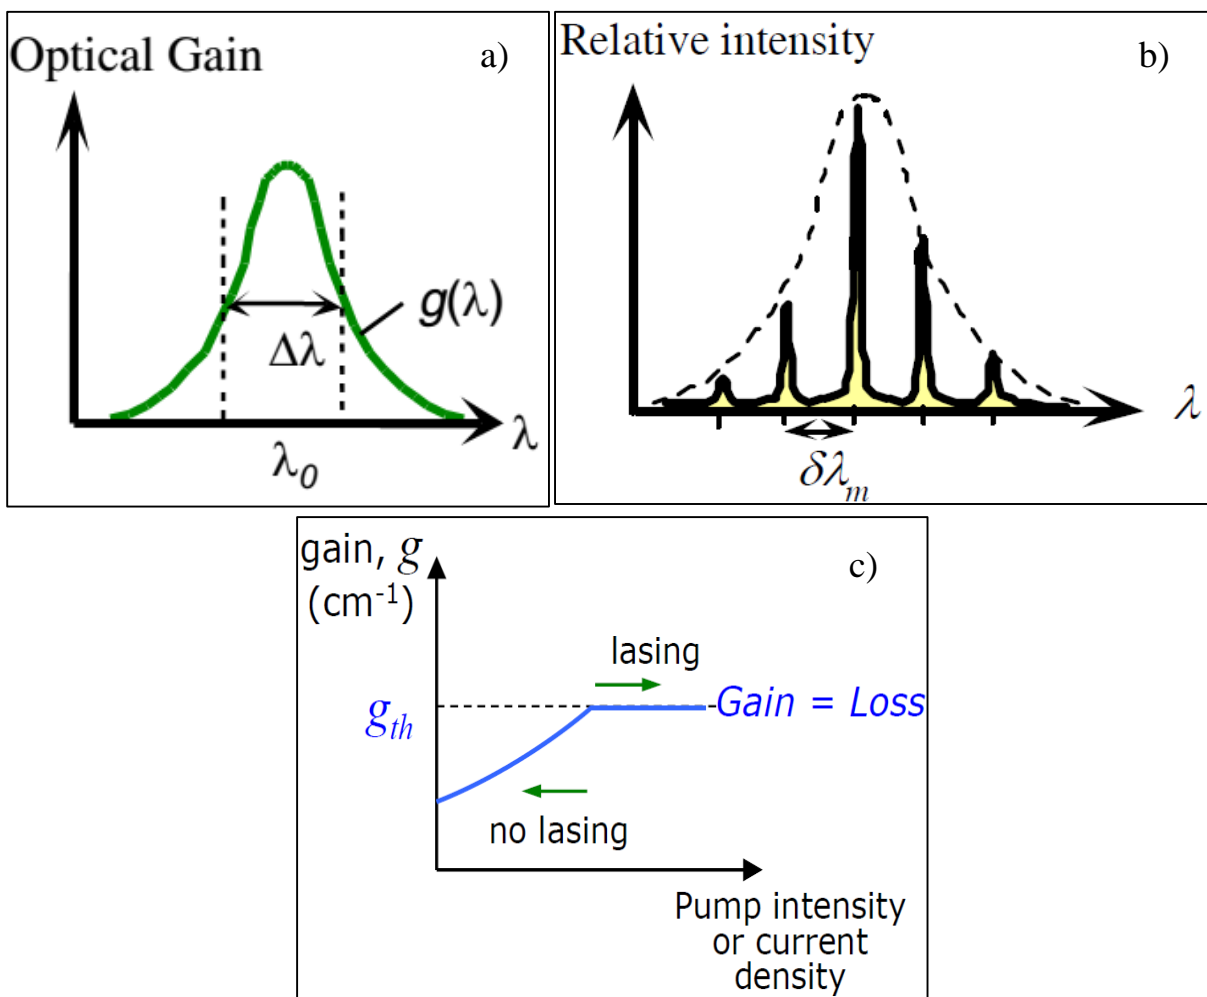 Optical Gain
a)
g(λ)
Δλ
λ
λ₀
Relative intensity
b)
λ
δλₘ
gain, g
(cm⁻¹)
c)
lasing
gₜₕ
Gain = Loss
no lasing
Pump intensity
or current
density